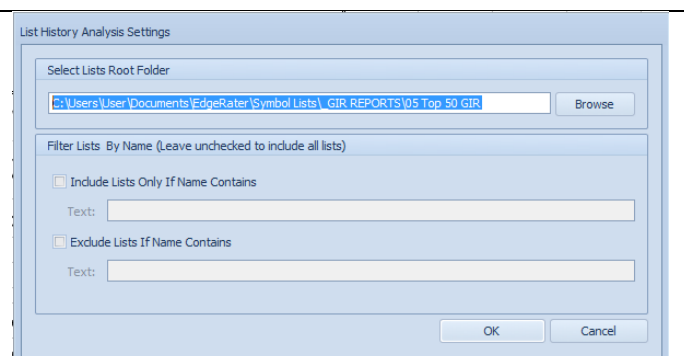 List History Analysis Settings
Select Lists Root Folder
C:\Users\User\Documents\EdgeRater\Symbol Lists\_GIR REPORTS\05 Top 50 GIR
Browse
Filter Lists By Name (Leave unchecked to include all lists)
Include Lists Only If Name Contains
Text:
Exclude Lists If Name Contains
Text:
OK Cancel